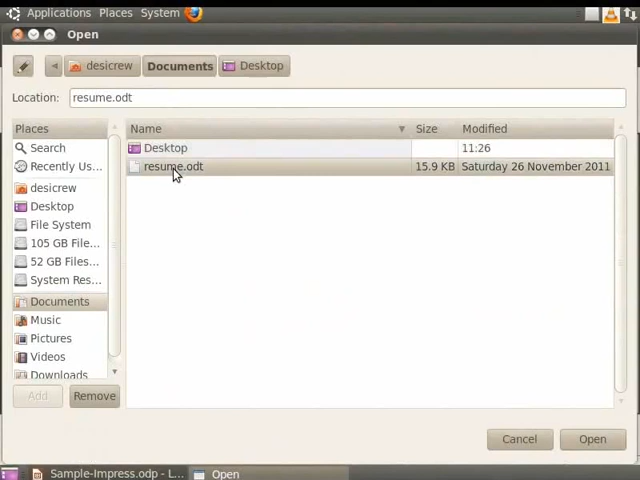 Applications Places System
Open
desicrew Documents Desktop
Location: resume.odt
Places Name Size Modified
Search Desktop 11:26
Recently Us... resume.odt 15.9 KB Saturday 26 November 2011
desicrew
Desktop
File System
105 GB File...
52 GB Files...
System Res...
Documents
Music
Pictures
Videos
Downloads
Add Remove
Cancel Open
Sample-Impress.odp - L... Open